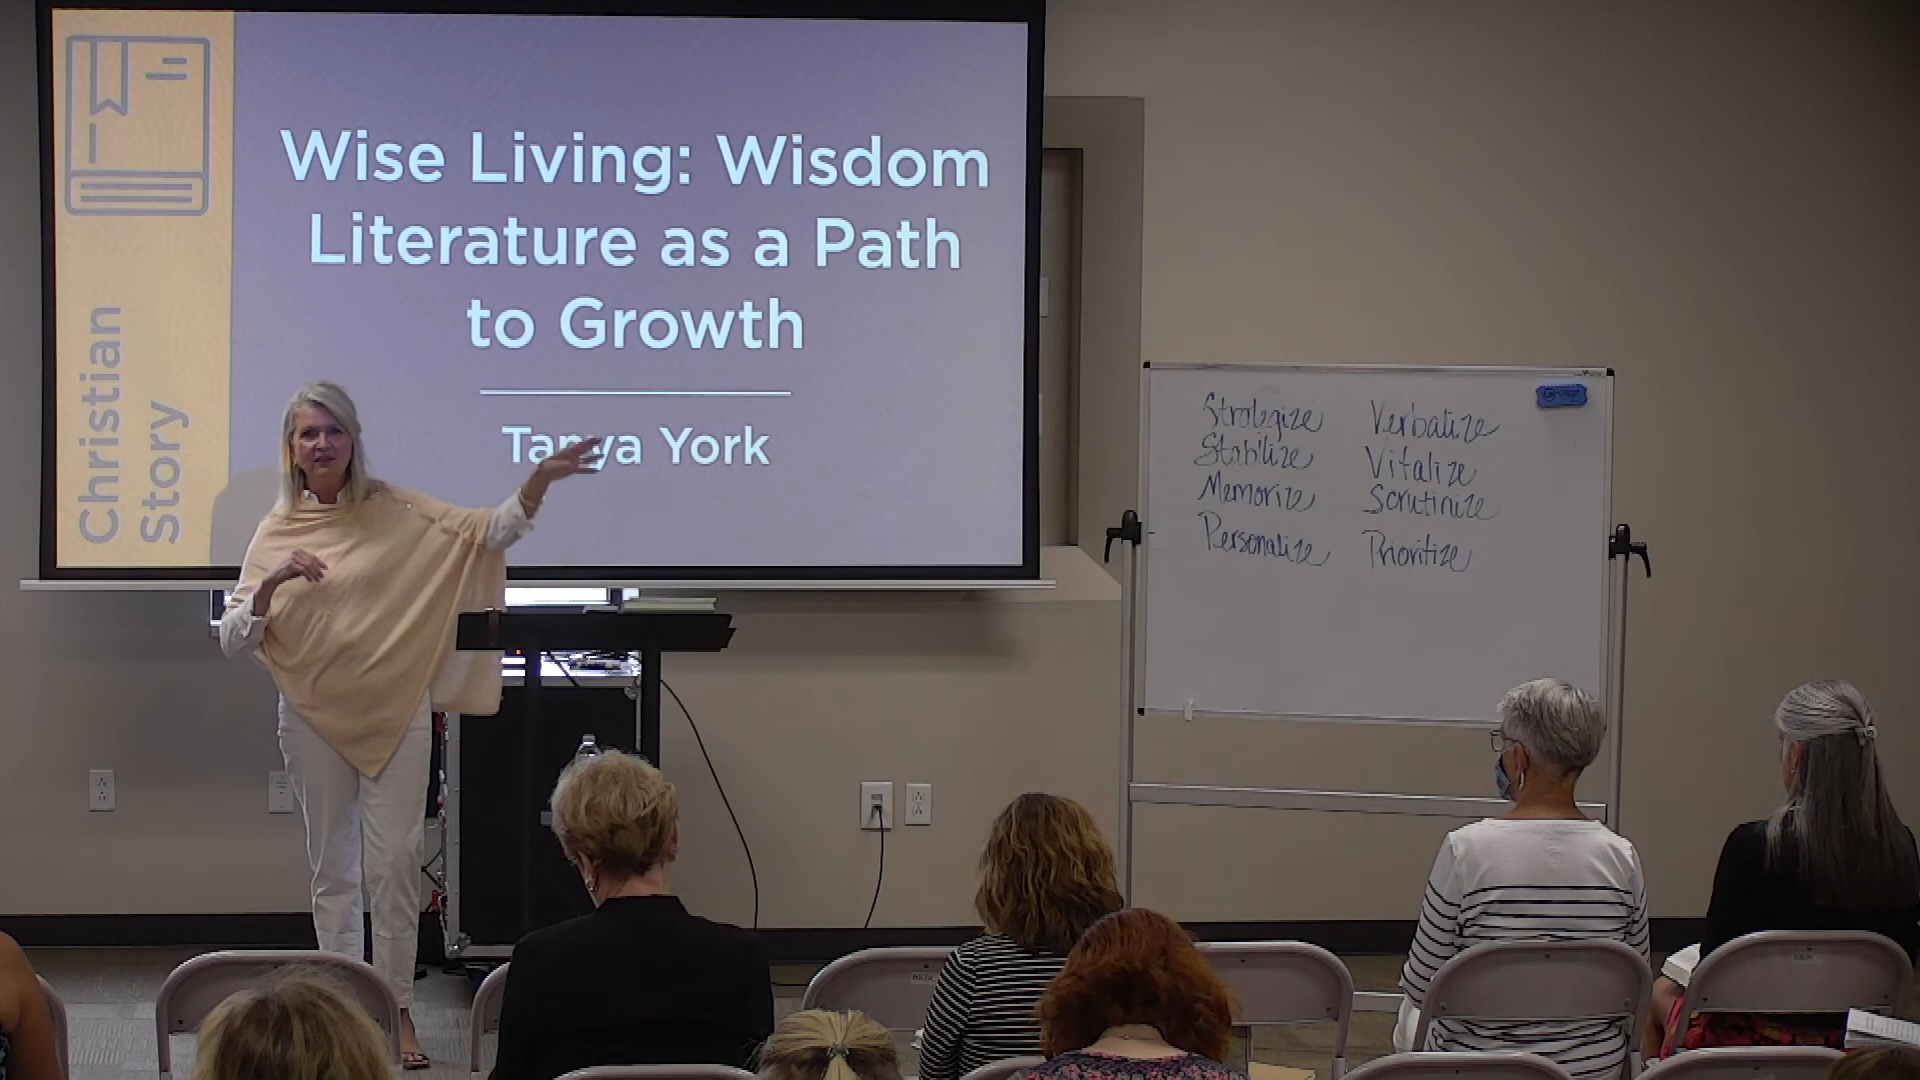 Christian
Story
Wise Living: Wisdom
Literature as a Path
to Growth
Tanya York
Strategize Verbalize
Stabilize Vitalize
Memorize Scrutinize
Personalize Prioritize